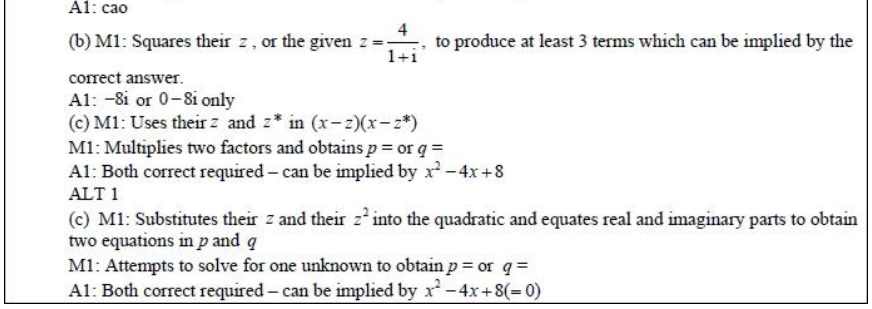 A1: cao
(b) M1: Squares their z, or the given z = 4/(1+i), to produce at least 3 terms which can be implied by the
correct answer.
A1: −8i or 0−8i only
(c) M1: Uses their z and z* in (x−z)(x−z*)
M1: Multiplies two factors and obtains p = or q =
A1: Both correct required – can be implied by x² −4x+8
ALT 1
(c) M1: Substitutes their z and their z² into the quadratic and equates real and imaginary parts to obtain
two equations in p and q
M1: Attempts to solve for one unknown to obtain p = or q =
A1: Both correct required – can be implied by x² −4x+8(=0)